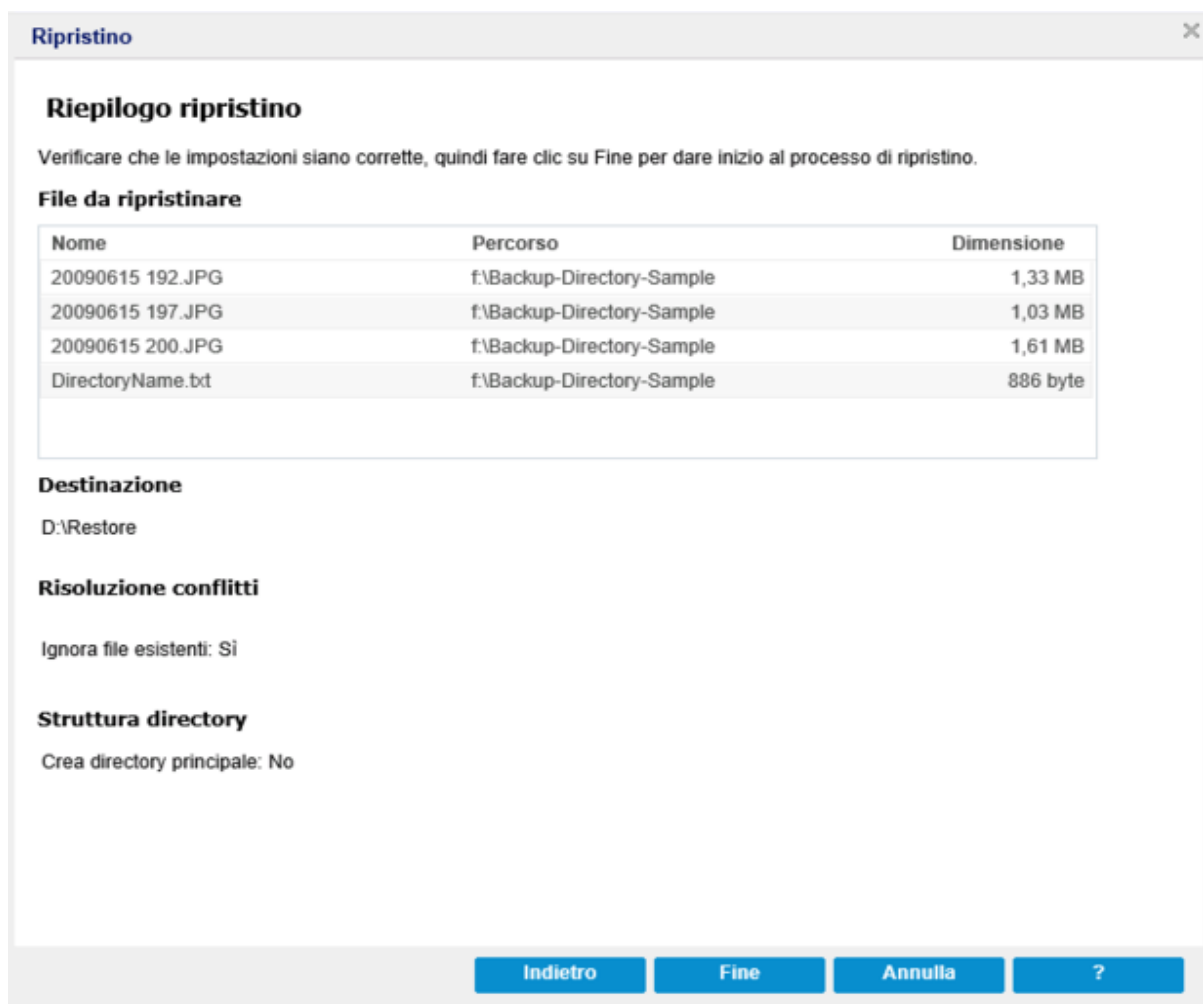 Ripristino
Riepilogo ripristino
Verificare che le impostazioni siano corrette, quindi fare clic su Fine per dare inizio al processo di ripristino.
File da ripristinare
Nome Percorso Dimensione
20090615 192.JPG f:\Backup-Directory-Sample 1,33 MB
20090615 197.JPG f:\Backup-Directory-Sample 1,03 MB
20090615 200.JPG f:\Backup-Directory-Sample 1,61 MB
DirectoryName.txt f:\Backup-Directory-Sample 886 byte
Destinazione
D:\Restore
Risoluzione conflitti
Ignora file esistenti: Sì
Struttura directory
Crea directory principale: No
Indietro Fine Annulla ?